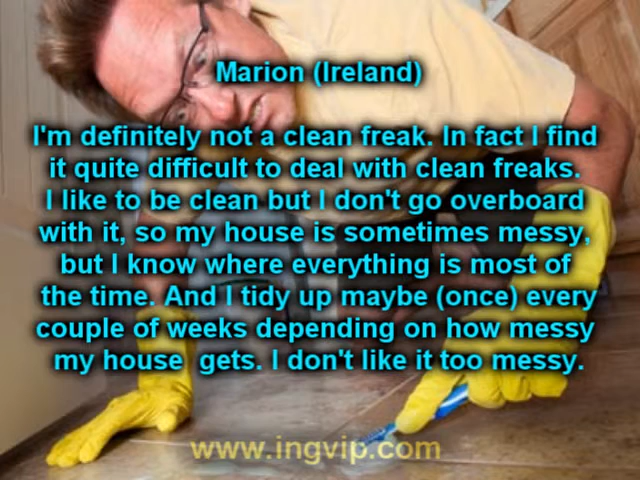 Marion (Ireland)
I'm definitely not a clean freak. In fact I find
it quite difficult to deal with clean freaks.
I like to be clean but I don't go overboard
with it, so my house is sometimes messy,
but I know where everything is most of
the time. And I tidy up maybe (once) every
couple of weeks depending on how messy
my house  gets. I don't like it too messy.
www.ingvip.com